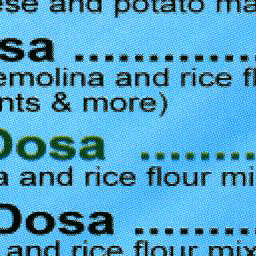 ese and potato ma
sa ............
emolina and rice fl
nts & more)
Dosa ........
a and rice flour mi
Dosa ........
and rice flour mix